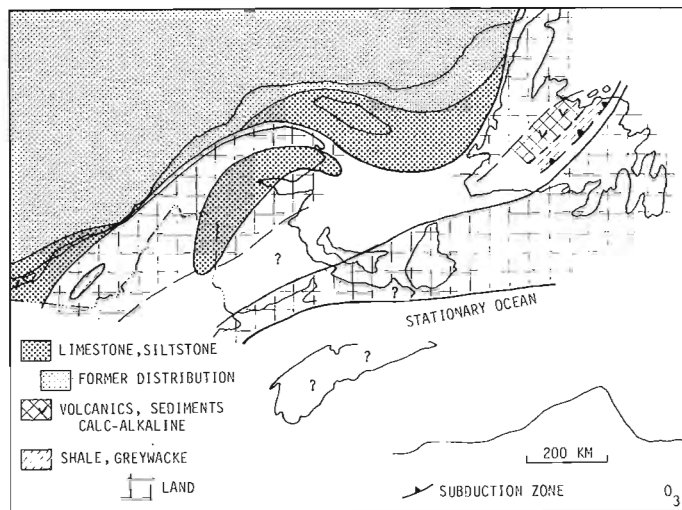 ?
?
?
STATIONARY OCEAN
? ?
LIMESTONE, SILTSTONE
FORMER DISTRIBUTION
VOLCANICS, SEDIMENTS
CALC-ALKALINE
SHALE, GREYWACKE
LAND
200 KM
SUBDUCTION ZONE
O3